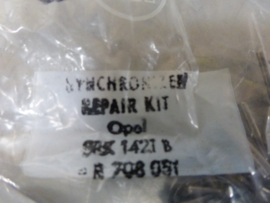 SYNCHRONIZER
REPAIR KIT
Opel
SRK 1421 B
R 708 051